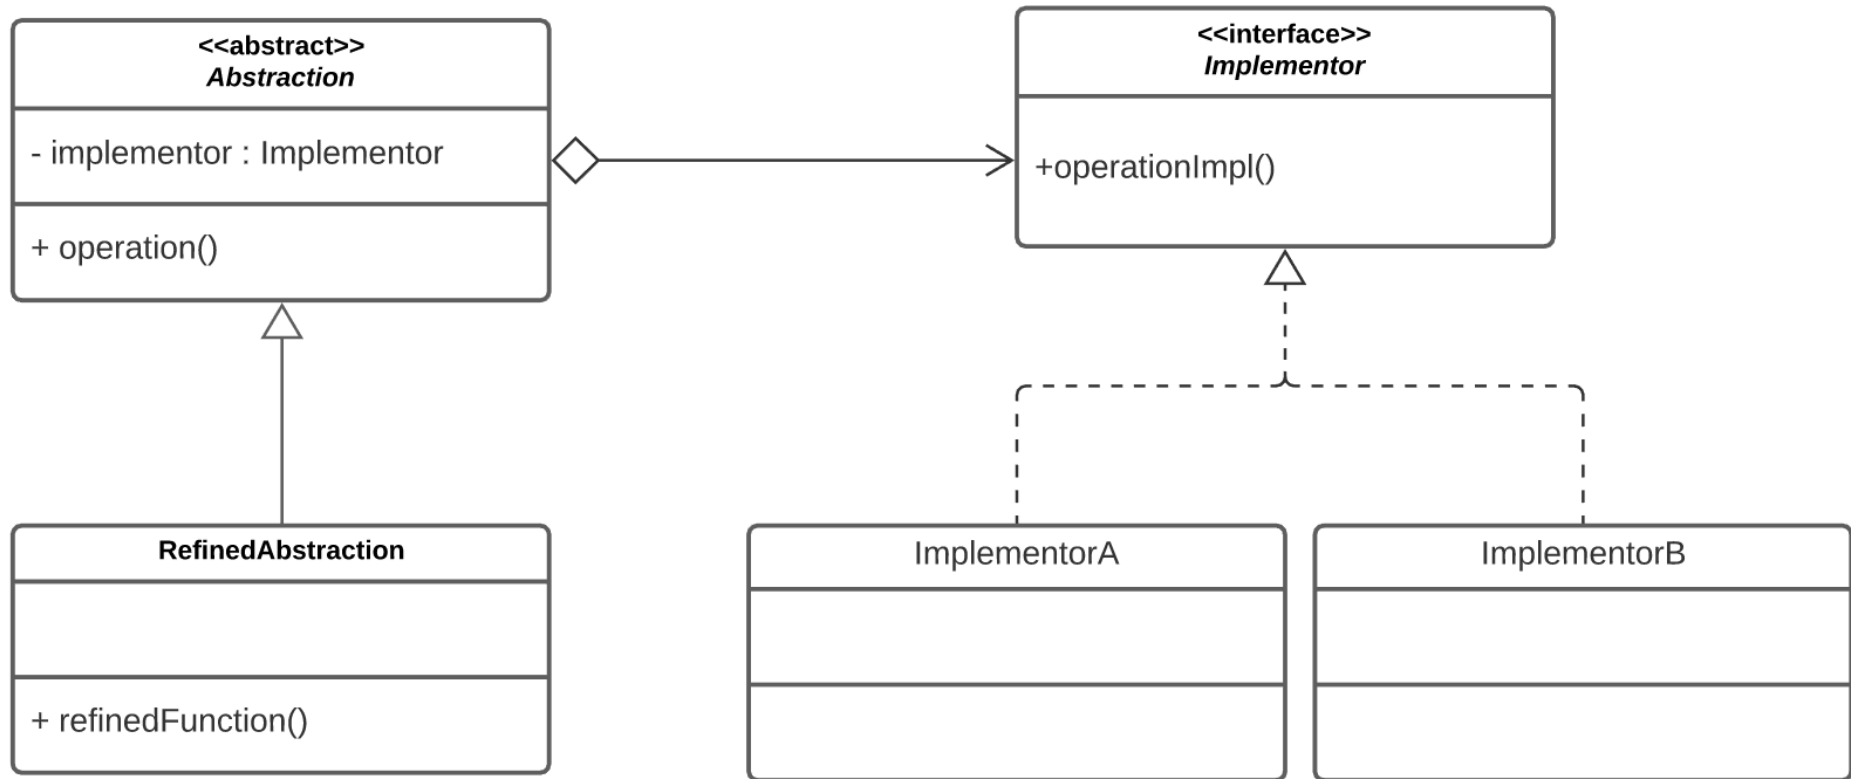 <<abstract>>
Abstraction
- implementor : Implementor
+ operation()
<<interface>>
Implementor
+operationImpl()
RefinedAbstraction
+ refinedFunction()
ImplementorA
ImplementorB